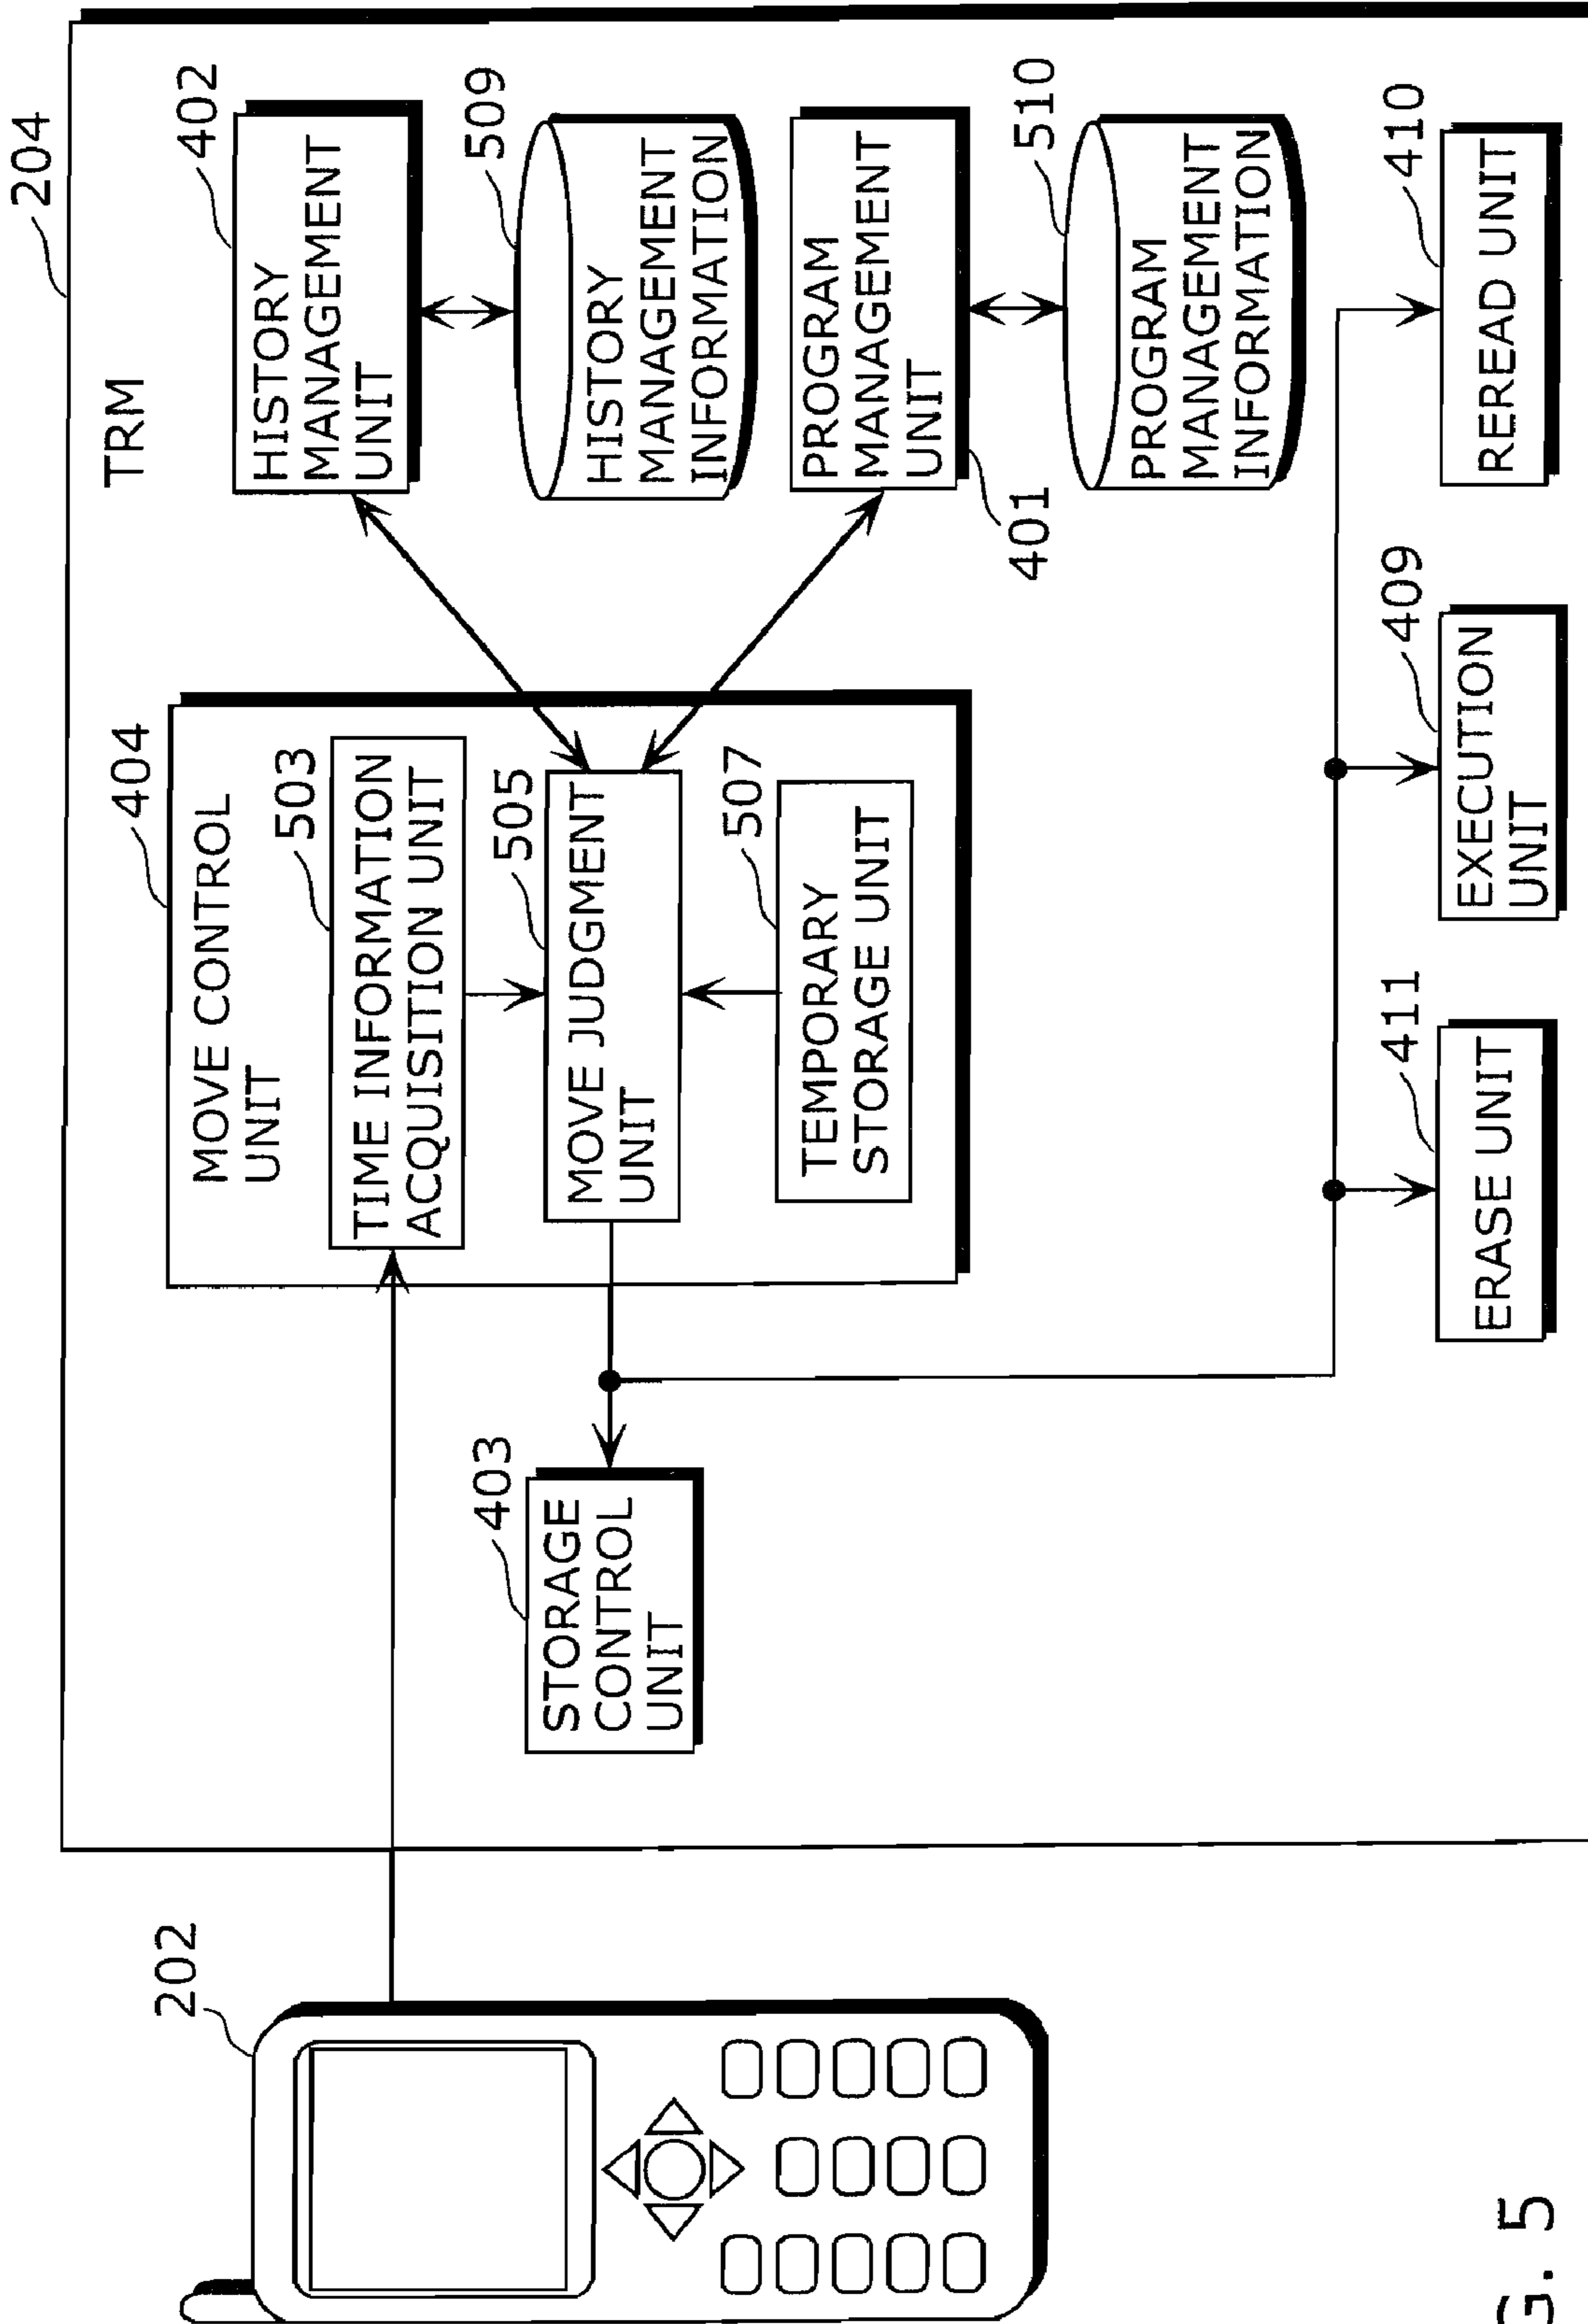 204
TRM
202
404
MOVE CONTROL
UNIT
503
TIME INFORMATION
ACQUISITION UNIT
505
MOVE JUDGMENT
UNIT
507
TEMPORARY
STORAGE UNIT
402
HISTORY
MANAGEMENT
UNIT
509
HISTORY
MANAGEMENT
INFORMATION
PROGRAM
MANAGEMENT
UNIT
401
510
PROGRAM
MANAGEMENT
INFORMATION
403
STORAGE
CONTROL
UNIT
411
ERASE UNIT
409
EXECUTION
UNIT
410
REREAD UNIT
G. 5